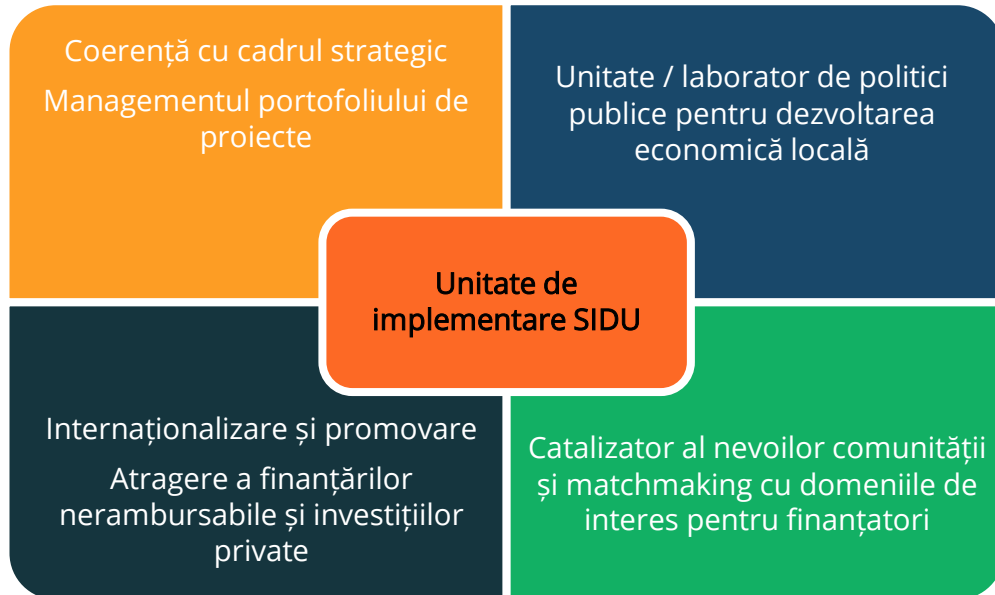 Coerență cu cadrul strategic
Managementul portofoliului de
proiecte
Unitate / laborator de politici
publice pentru dezvoltarea
economică locală
Unitate de
implementare SIDU
Internaționalizare și promovare
Atragere a finanțărilor
nerambursabile și investițiilor
private
Catalizator al nevoilor comunității
și matchmaking cu domeniile de
interes pentru finanțatori